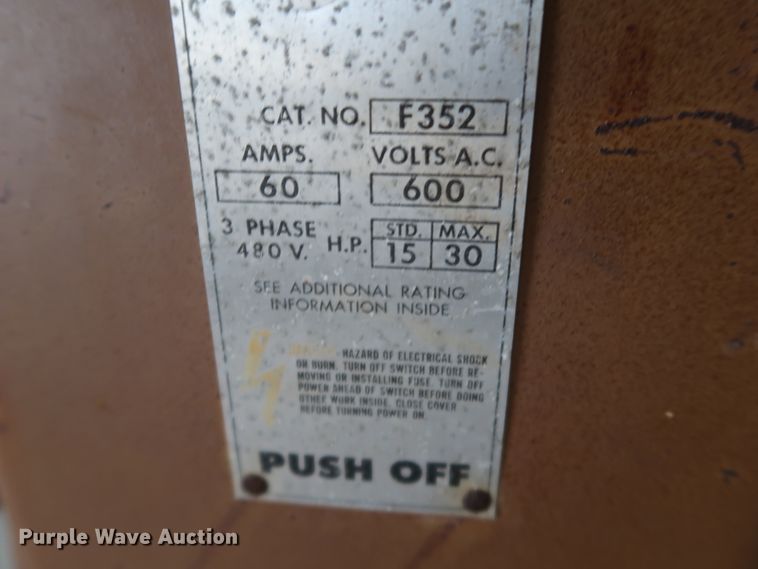 CAT. NO. F352
AMPS. VOLTS A.C.
60 600
3 PHASE STD. MAX.
480 V. H.P. 15 30
SEE ADDITIONAL RATING
INFORMATION INSIDE
HAZARD OF ELECTRICAL SHOCK
OR BURN. TURN OFF SWITCH BEFORE RE-
MOVING OR INSTALLING FUSE. TURN OFF
POWER AHEAD OF SWITCH BEFORE DOING
OTHER WORK INSIDE. CLOSE COVER
BEFORE TURNING POWER ON.
PUSH OFF
Purple Wave Auction